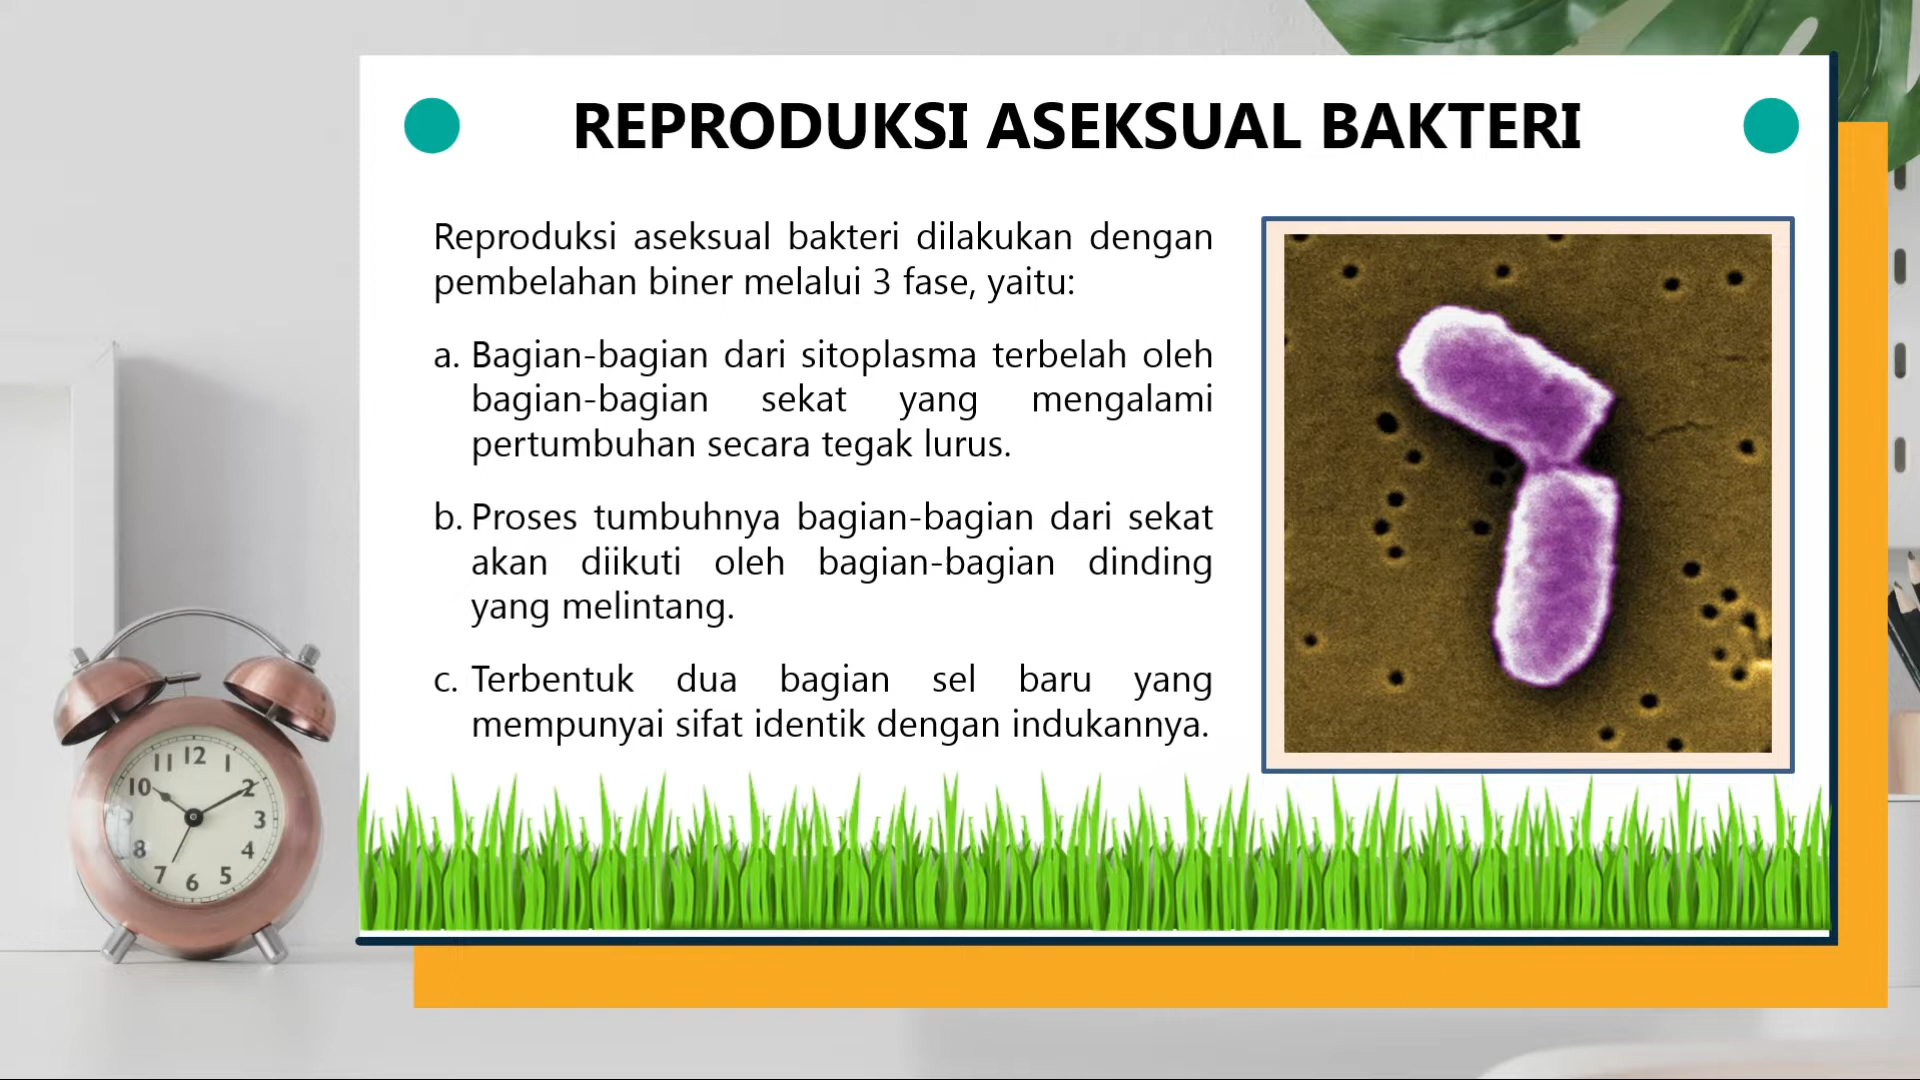 REPRODUKSI ASEKSUAL BAKTERI
Reproduksi aseksual bakteri dilakukan dengan
pembelahan biner melalui 3 fase, yaitu:
a. Bagian-bagian dari sitoplasma terbelah oleh
bagian-bagian sekat yang mengalami
pertumbuhan secara tegak lurus.
b. Proses tumbuhnya bagian-bagian dari sekat
akan diikuti oleh bagian-bagian dinding
yang melintang.
c. Terbentuk dua bagian sel baru yang
mempunyai sifat identik dengan indukannya.
11 12 1
10 2
3
8 4
7 6 5